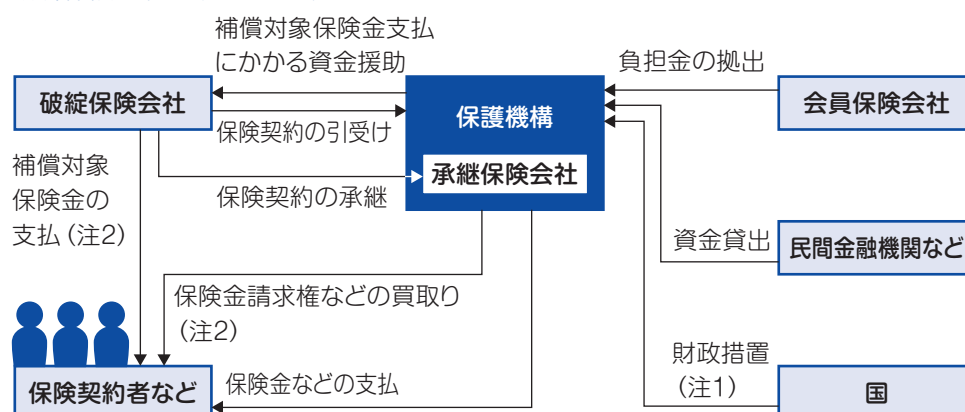 補償対象保険金支払
にかかる資金援助
負担金の拠出
破綻保険会社
保護機構
会員保険会社
保険契約の引受け
補償対象
保険金の
支払(注2)
承継保険会社
保険契約の承継
資金貸出
民間金融機関など
保険金請求権などの買取り
(注2)
財政措置
(注1)
保険契約者など
保険金などの支払
国